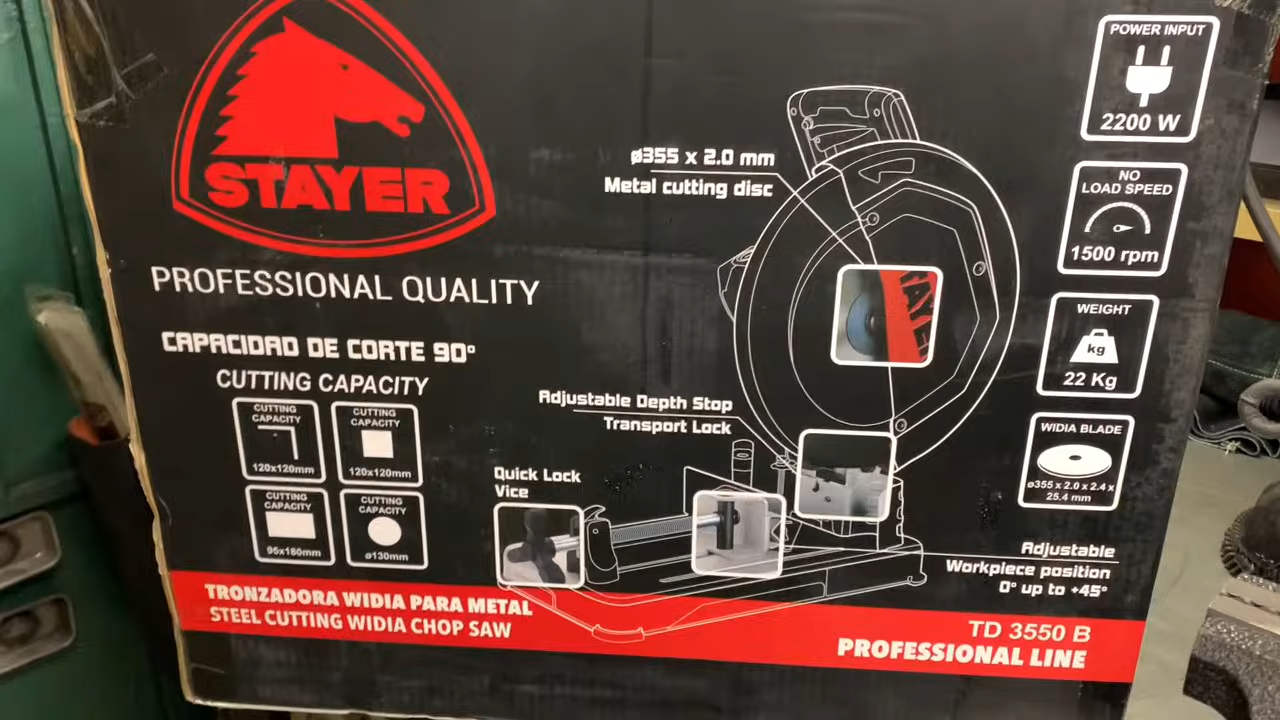 STAYER
PROFESSIONAL QUALITY
CAPACIDAD DE CORTE 90°
CUTTING CAPACITY
CUTTING
CAPACITY
120x120mm
CUTTING
CAPACITY
120x120mm
CUTTING
CAPACITY
95x180mm
CUTTING
CAPACITY
ø130mm
ø355 x 2.0 mm
Metal cutting disc
TAYER
Adjustable Depth Stop
Transport Lock
Quick Lock
Vice
Adjustable
Workpiece position
0° up to +45°
POWER INPUT
2200 W
NO
LOAD SPEED
1500 rpm
WEIGHT
kg
22 Kg
WIDIA BLADE
ø355 x 2.0 x 2.4 x
25.4 mm
TRONZADORA WIDIA PARA METAL
STEEL CUTTING WIDIA CHOP SAW
TD 3550 B
PROFESSIONAL LINE